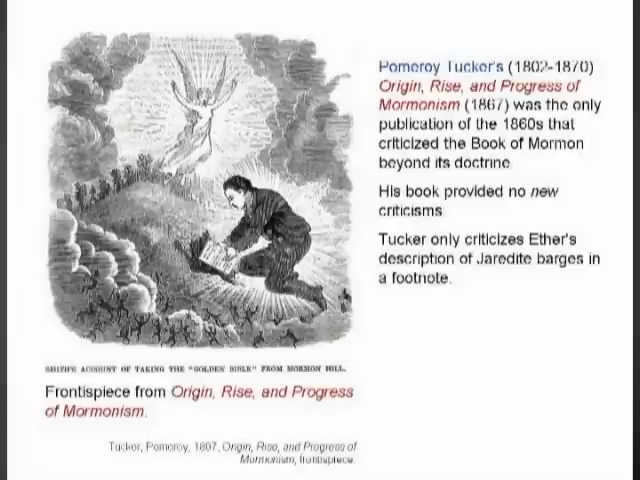 Pomeroy Tucker's (1802-1870)
Origin, Rise, and Progress of
Mormonism (1867) was the only
publication of the 1860s that
criticized the Book of Mormon
beyond its doctrine
His book provided no new
criticisms
Tucker only criticizes Ether's
description of Jaredite barges in
a footnote.
SMITH'S ACCOUNT OF TAKING THE "GOLDEN BIBLE" FROM MORMON HILL.
Frontispiece from Origin, Rise, and Progress
of Mormonism.
Tucker, Pomeroy, 1867, Origin, Rise, and Progress of
Mormonism, frontispiece.